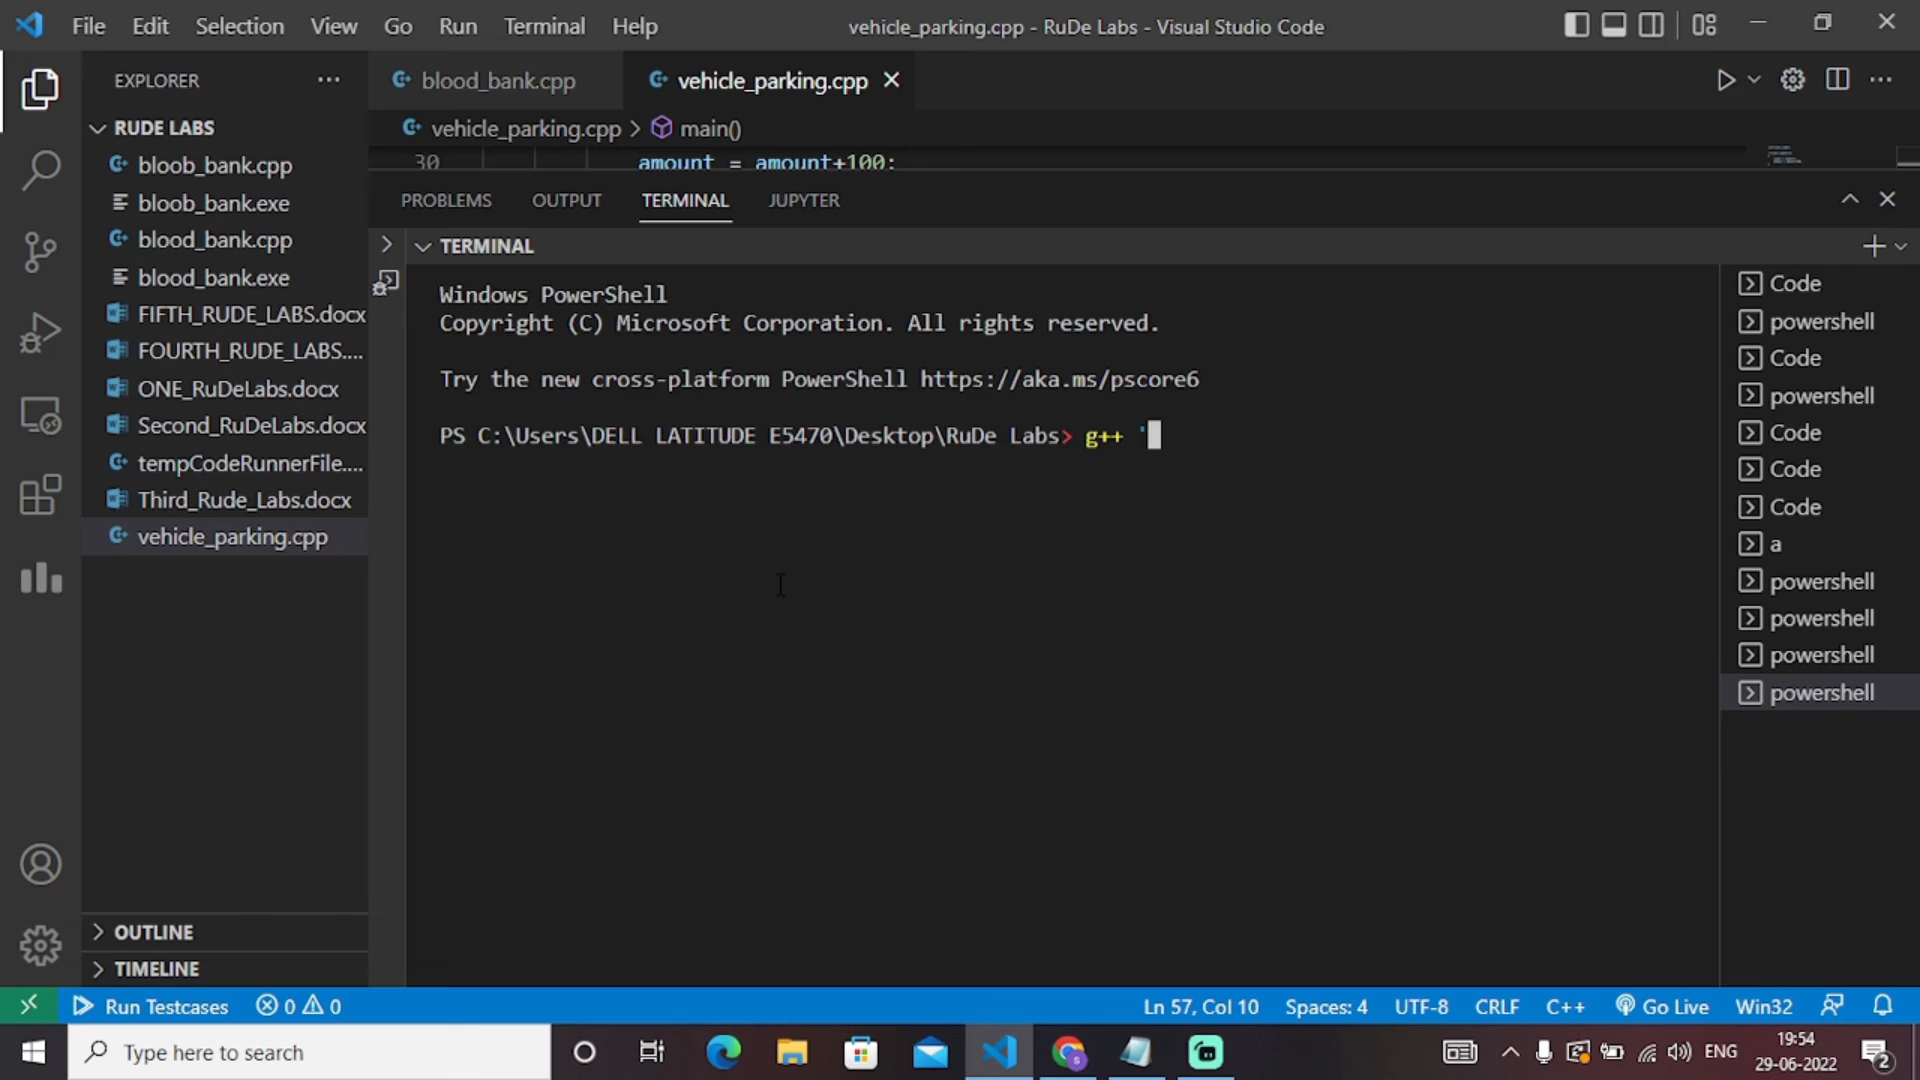 File Edit Selection View Go Run Terminal Help
vehicle_parking.cpp - RuDe Labs - Visual Studio Code
EXPLORER
blood_bank.cpp
vehicle_parking.cpp
RUDE LABS
bloob_bank.cpp
bloob_bank.exe
blood_bank.cpp
blood_bank.exe
FIFTH_RUDE_LABS.docx
FOURTH_RUDE_LABS....
ONE_RuDeLabs.docx
Second_RuDeLabs.docx
tempCodeRunnerFile....
Third_Rude_Labs.docx
vehicle_parking.cpp
OUTLINE
TIMELINE
vehicle_parking.cpp > main()
30 amount = amount+100;
PROBLEMS OUTPUT TERMINAL JUPYTER
TERMINAL
Windows PowerShell
Copyright (C) Microsoft Corporation. All rights reserved.
Try the new cross-platform PowerShell https://aka.ms/pscore6
PS C:\Users\DELL LATITUDE E5470\Desktop\RuDe Labs> g++ '
Code
powershell
Code
powershell
Code
Code
Code
a
powershell
powershell
powershell
powershell
Run Testcases 0 0
Ln 57, Col 10 Spaces: 4 UTF-8 CRLF C++ Go Live Win32
Type here to search
ENG
19:54
29-06-2022
2